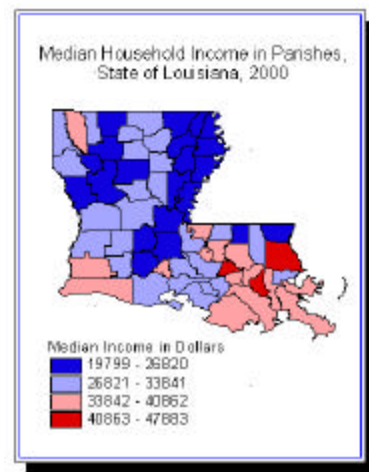 Median Household Income in Parishes,
State of Louisiana, 2000
Median Income in Dollars
19799 - 26820
26821 - 33841
33842 - 40862
40863 - 47883